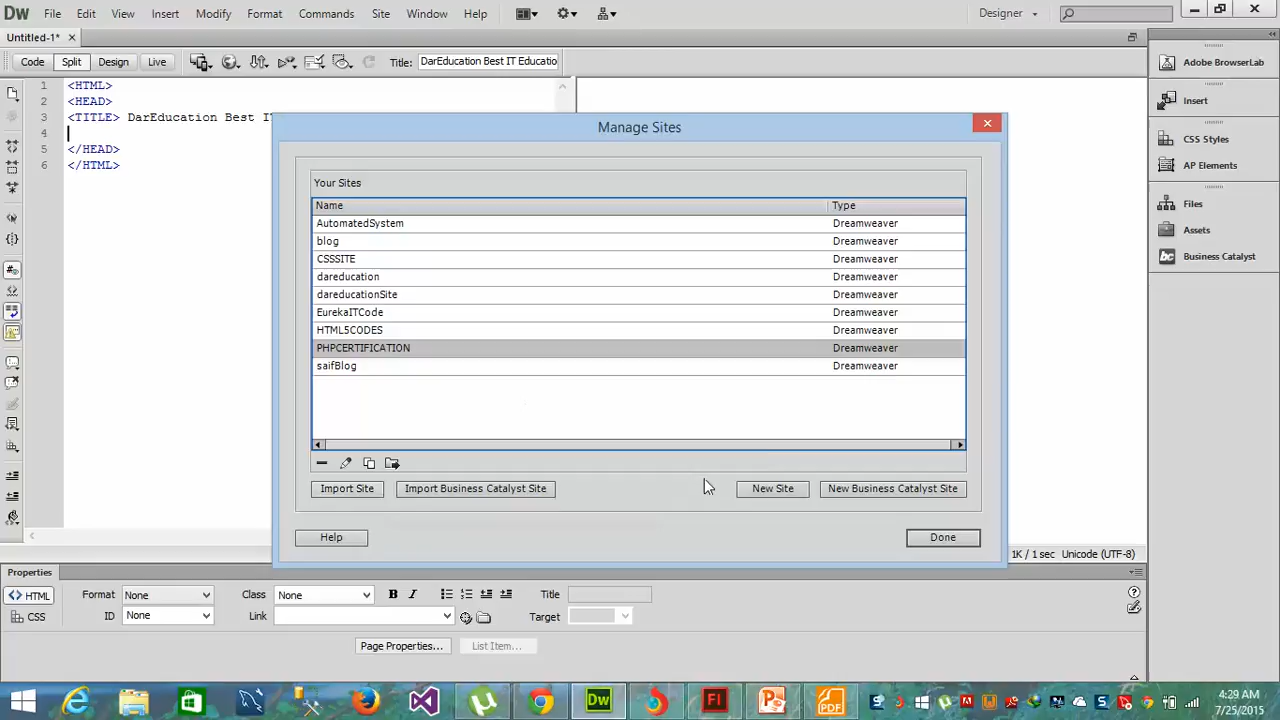 Dw File Edit View Insert Modify Format Commands Site Window Help Designer
Untitled-1* ×
Code Split Design Live Title: DarEducation Best IT Educatio
1 <HTML>
2 <HEAD>
3 <TITLE> DarEducation Best IT
4
5 </HEAD>
6 </HTML>
Manage Sites
Your Sites
Name Type
AutomatedSystem Dreamweaver
blog Dreamweaver
CSSSITE Dreamweaver
dareducation Dreamweaver
dareducationSite Dreamweaver
EurekaITCode Dreamweaver
HTML5CODES Dreamweaver
PHPCERTIFICATION Dreamweaver
saifBlog Dreamweaver
Import Site Import Business Catalyst Site New Site New Business Catalyst Site
Help Done
Adobe BrowserLab
Insert
CSS Styles
AP Elements
Files
Assets
bc Business Catalyst
1K / 1 sec Unicode (UTF-8)
Properties
<> HTML Format None Class None B I Title
CSS ID None Link Target
Page Properties... List Item...
Dw Fl P PDF S S
4:29 AM
7/25/2015